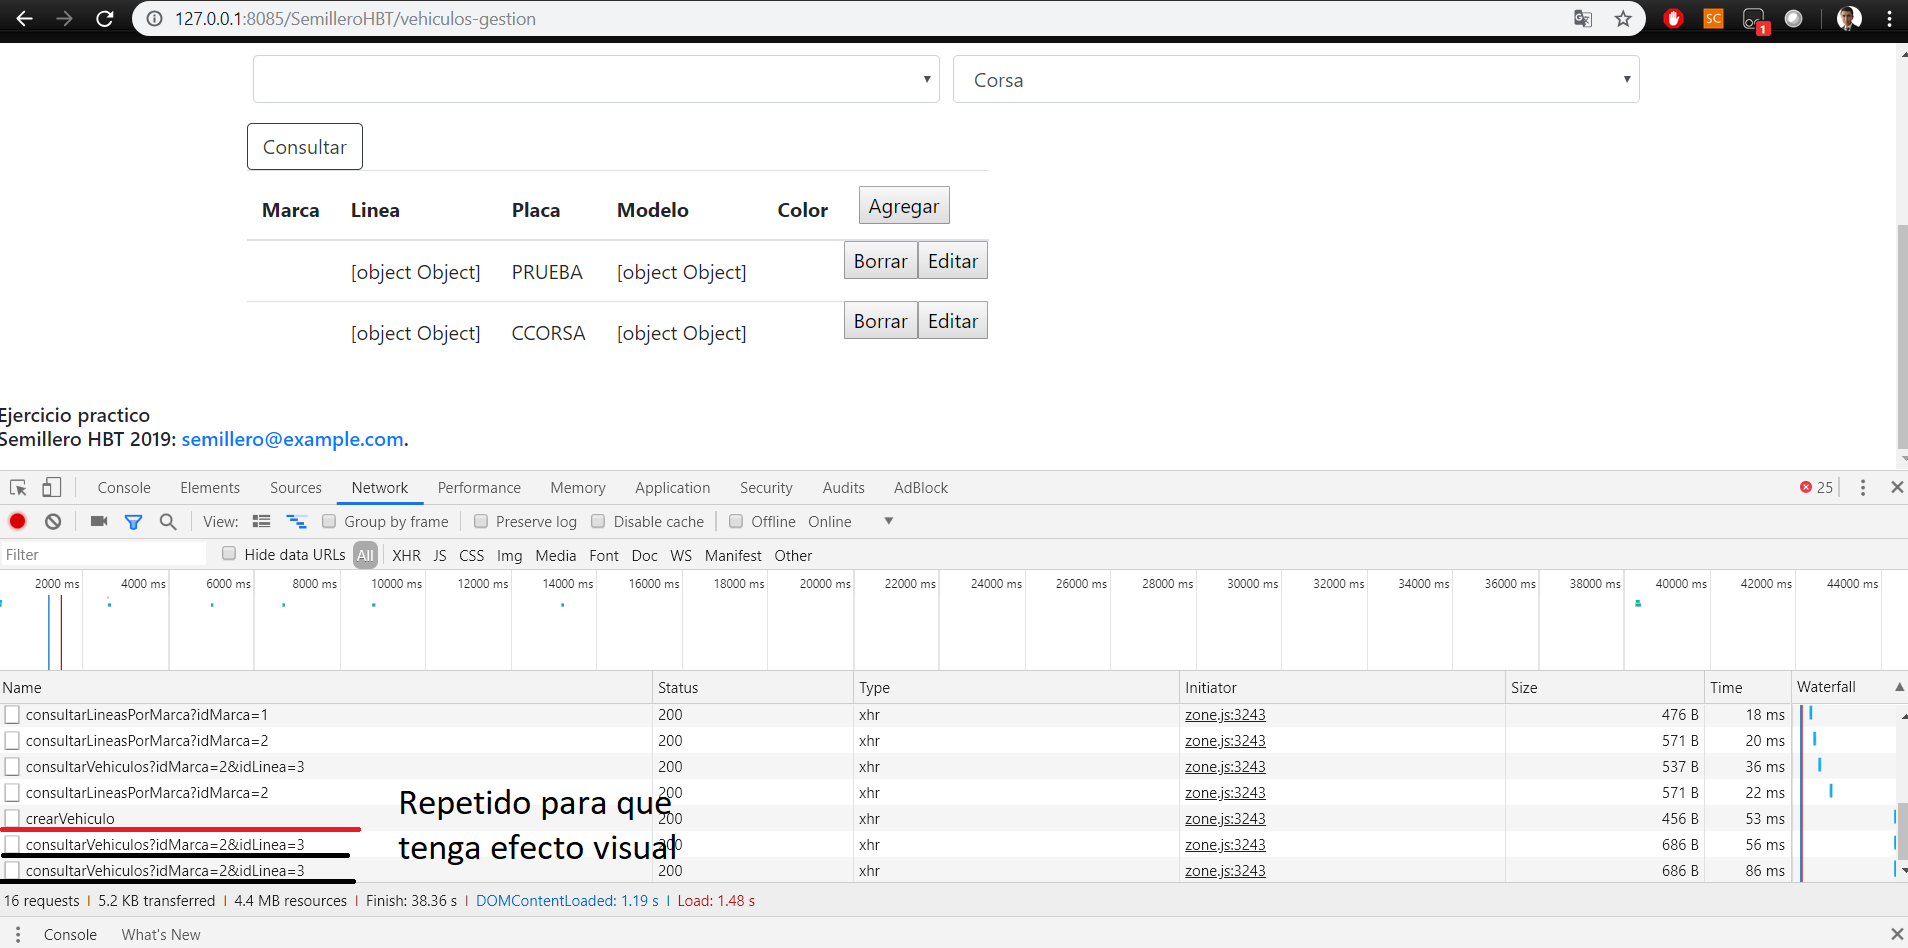 127.0.0.1:8085/SemilleroHBT/vehiculos-gestion
SC
1
Corsa
Consultar
Marca Linea Placa Modelo Color Agregar
[object Object] PRUEBA [object Object] Borrar Editar
[object Object] CCORSA [object Object] Borrar Editar
Ejercicio practico
Semillero HBT 2019: semillero@example.com.
Console Elements Sources Network Performance Memory Application Security Audits AdBlock 25
View: Group by frame Preserve log Disable cache Offline Online
Filter Hide data URLs All XHR JS CSS Img Media Font Doc WS Manifest Other
2000 ms 4000 ms 6000 ms 8000 ms 10000 ms 12000 ms 14000 ms 16000 ms 18000 ms 20000 ms 22000 ms 24000 ms 26000 ms 28000 ms 30000 ms 32000 ms 34000 ms 36000 ms 38000 ms 40000 ms 42000 ms 44000 ms
Name Status Type Initiator Size Time Waterfall
consultarLineasPorMarca?idMarca=1 200 xhr zone.js:3243 476 B 18 ms
consultarLineasPorMarca?idMarca=2 200 xhr zone.js:3243 571 B 20 ms
consultarVehiculos?idMarca=2&idLinea=3 200 xhr zone.js:3243 537 B 36 ms
consultarLineasPorMarca?idMarca=2 200 xhr zone.js:3243 571 B 22 ms
crearVehiculo 200 xhr zone.js:3243 456 B 53 ms
consultarVehiculos?idMarca=2&idLinea=3 200 xhr zone.js:3243 686 B 56 ms
consultarVehiculos?idMarca=2&idLinea=3 200 xhr zone.js:3243 686 B 86 ms
Repetido para que
tenga efecto visual
16 requests | 5.2 KB transferred | 4.4 MB resources | Finish: 38.36 s | DOMContentLoaded: 1.19 s | Load: 1.48 s
Console What's New